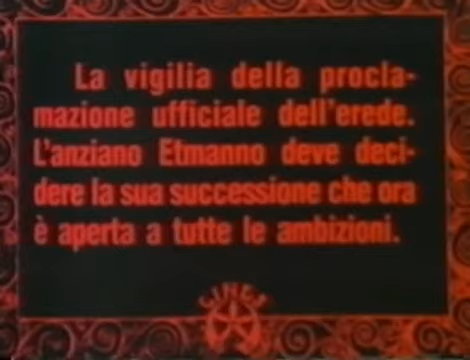 La vigilia della procla-
mazione ufficiale dell'erede.
L'anziano Etmanno deve deci-
dere la sua successione che ora
è aperta a tutte le ambizioni.
CINES